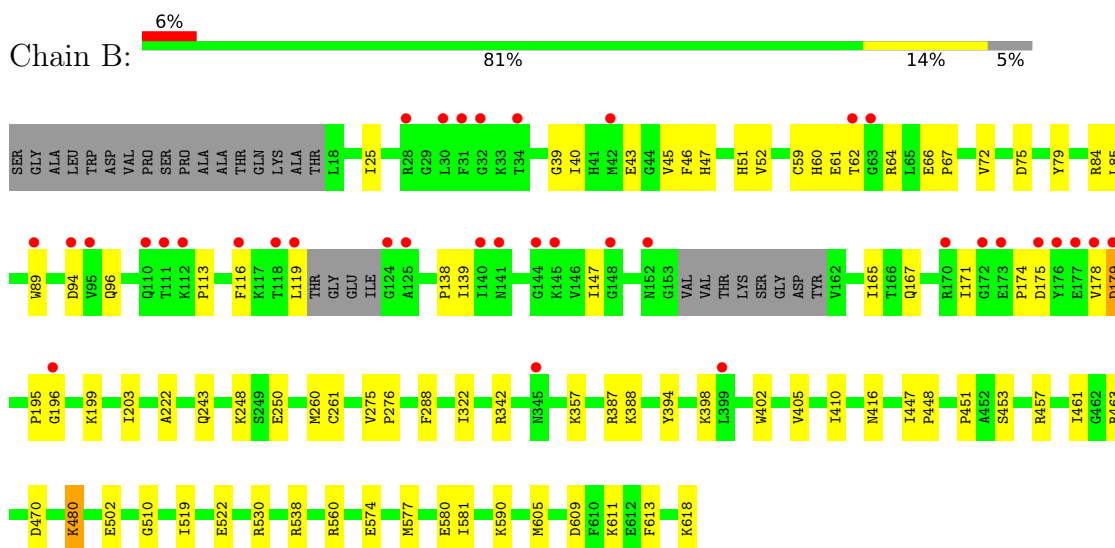 6%
Chain B:
81% 14% 5%
SER GLY ALA LEU TRP ASP VAL PRO SER PRO ALA ALA THR GLN LYS ALA THR L18 I25 R28 G29 L30 F31 G32 K33 T34 G39 I40 H41 M42 E43 G44 V45 F46 H47 H51 V52 C59 H60 E61 T62 G63 R64 L65 E66 P67 V72 D75 Y79 R84 L85
W89 D94 V95 Q96 Q110 T111 K112 P113 F116 K117 T118 L119 THR GLY GLU ILE G124 A125 P138 I139 I140 N141 G144 K145 V146 I147 G148 N152 G153 VAL VAL THR LYS SER GLY ASP TYR V162 I165 T166 Q167 R170 I171 G172 E173 P174 D175 Y176 E177 V178 D179
P195 G196 K199 I203 A222 Q243 K248 S249 E250 M260 C261 V275 P276 F288 I322 R342 N345 K357 R387 K388 Y394 K398 L399 W402 V405 I410 N416 I447 P448 P451 A452 S453 R457 I461 G462
D470 K480 E502 G510 I519 E522 R530 R538 R560 E574 M577 E580 I581 K590 M605 D609 F610 K611 E612 F613 K618